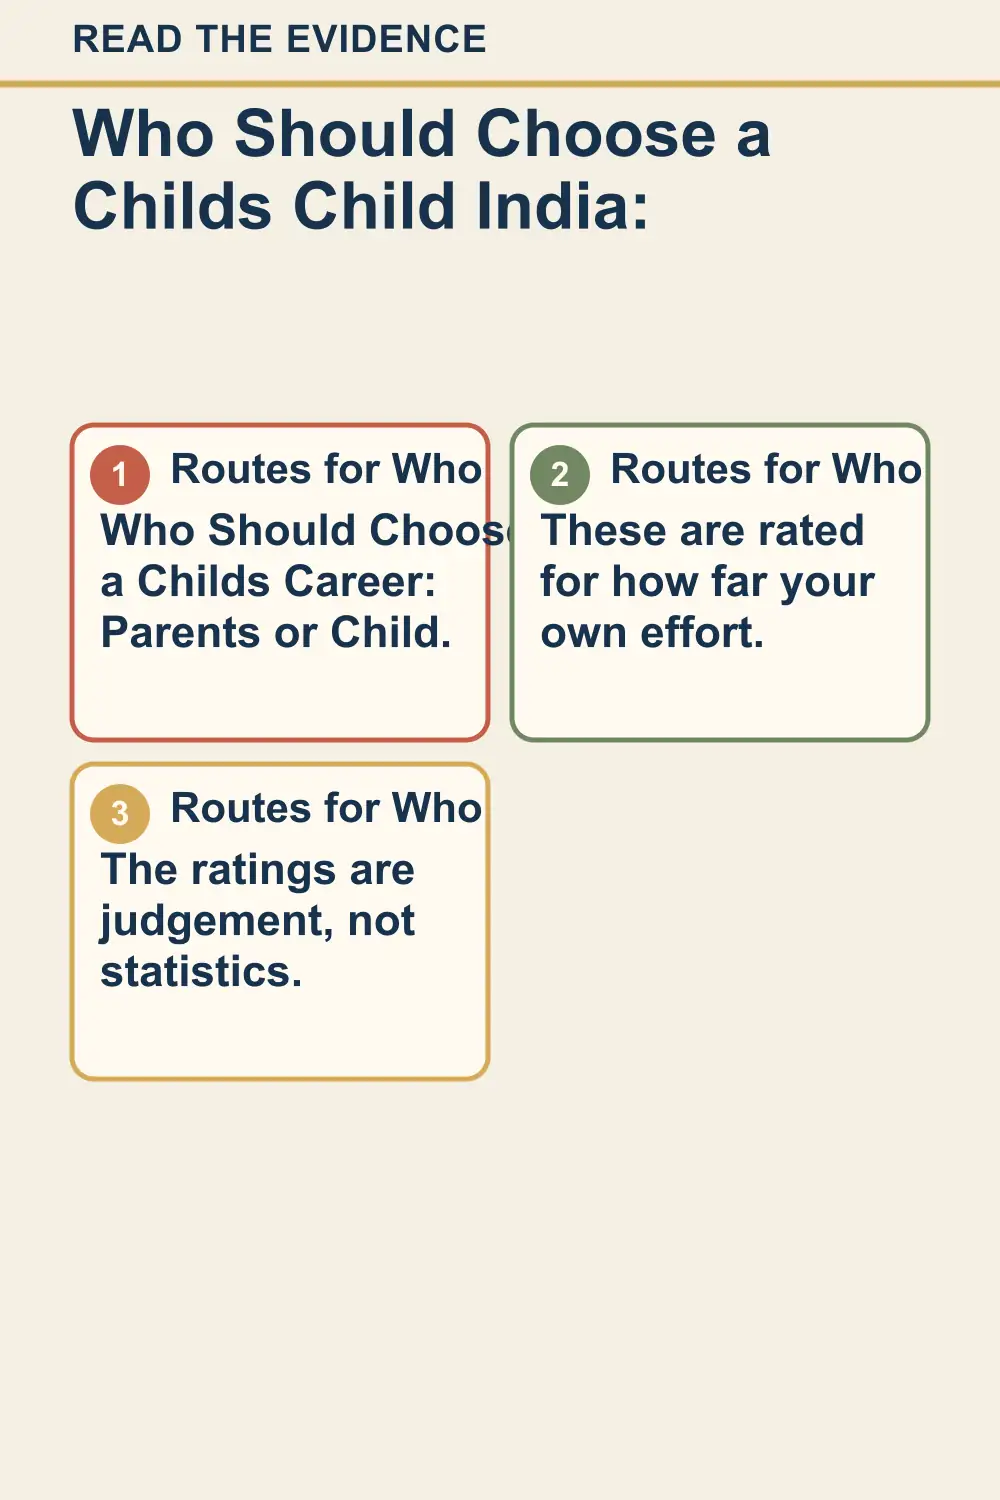 READ THE EVIDENCE
Who Should Choose a
Childs Child India:
1
Routes for Who
Who Should Choose
a Childs Career:
Parents or Child.
2
Routes for Who
These are rated
for how far your
own effort.
3
Routes for Who
The ratings are
judgement, not
statistics.